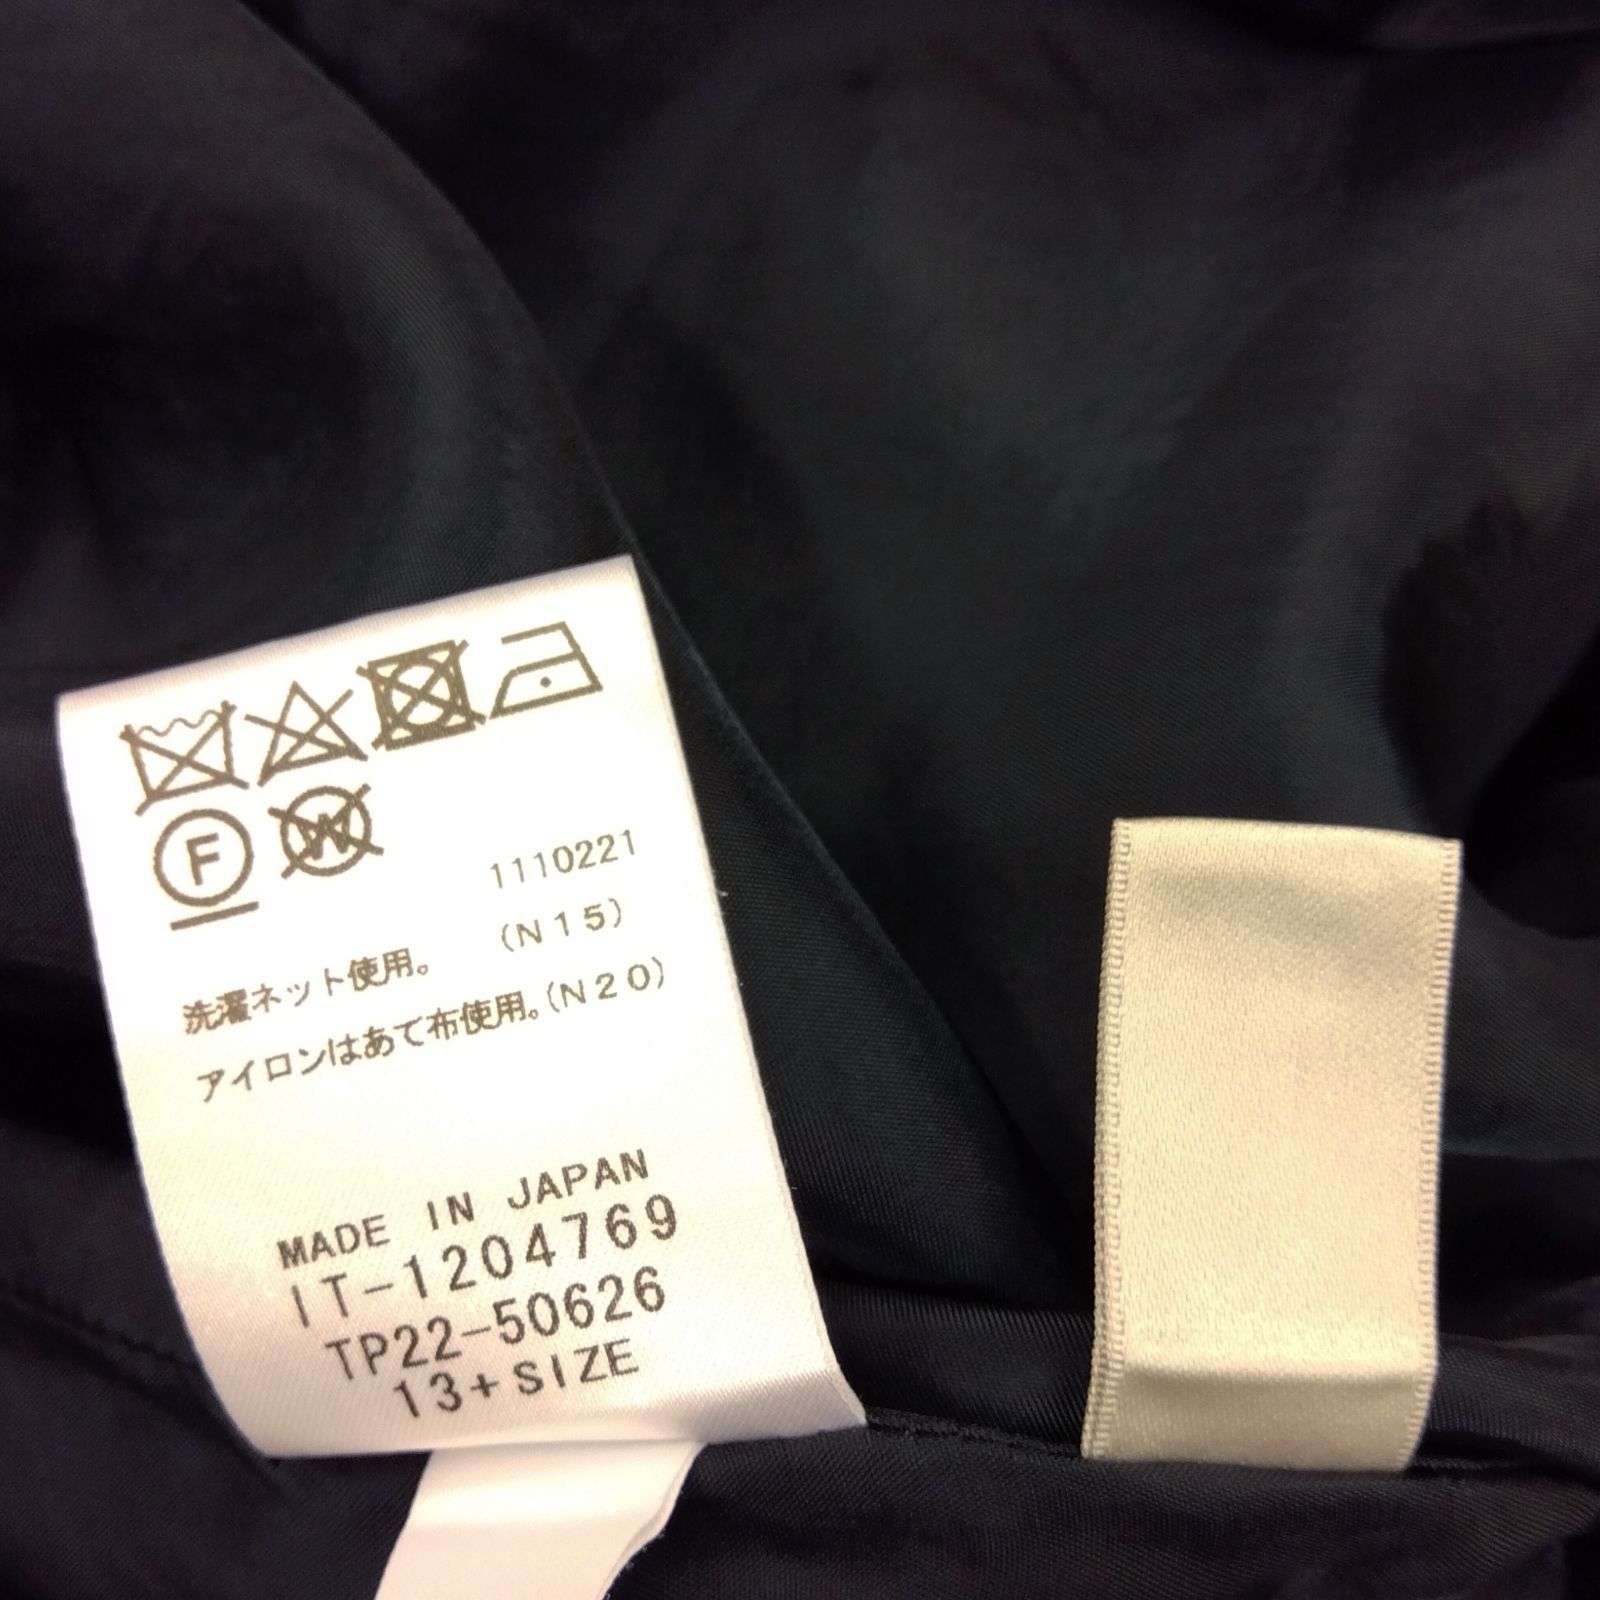 F W
1110221
(N15)
洗濯ネット使用。
アイロンはあて布使用。(N20)
MADE IN JAPAN
IT-1204769
TP22-50626
13+SIZE